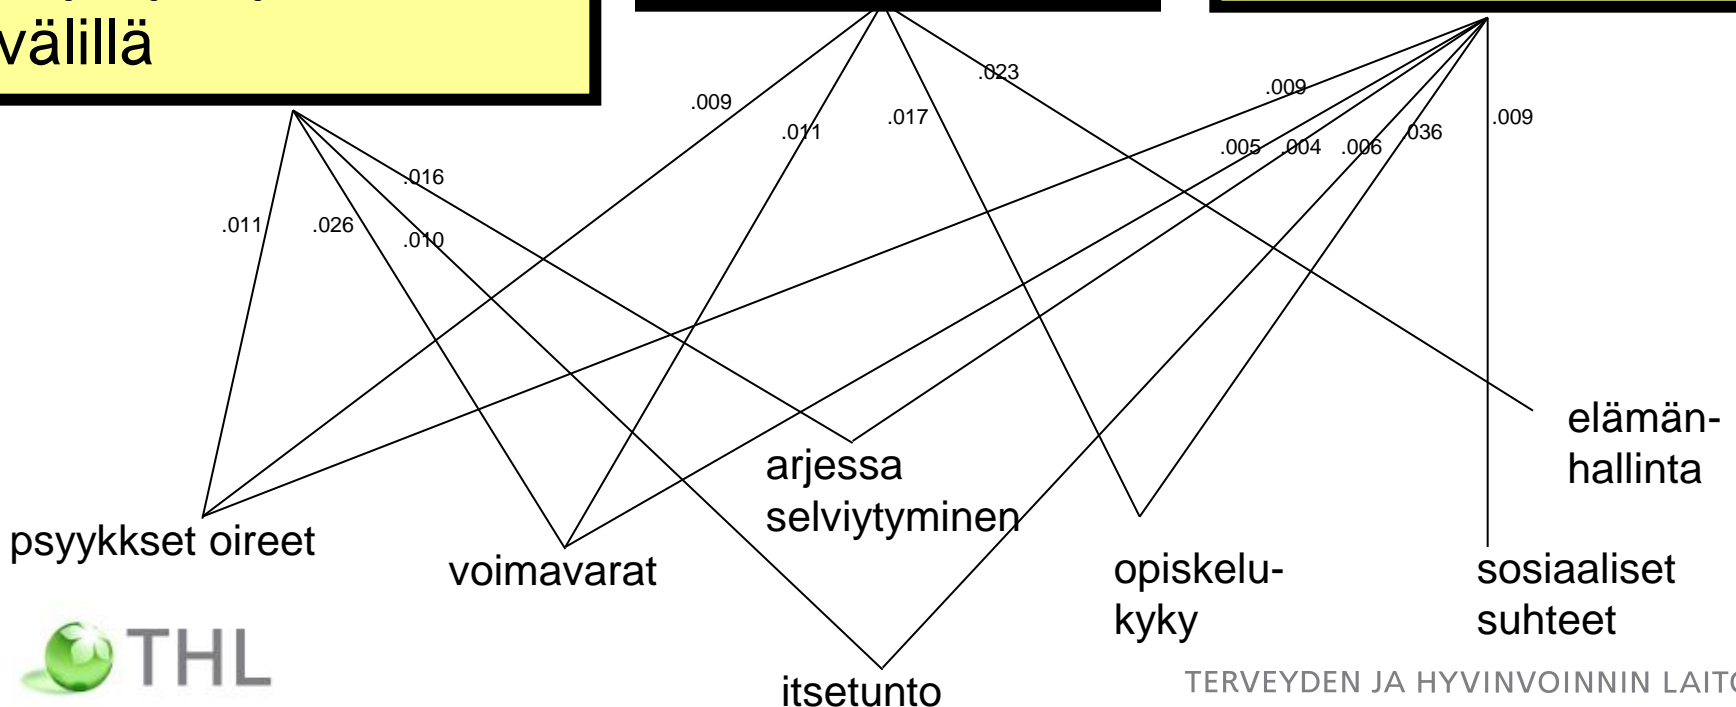 välillä
.023
.009
.009
.011
.017
.009
.036
.005
.004
.006
.016
.011
.026
.010
elämän-
hallinta
arjessa
selviytyminen
psyykkset oireet
voimavarat
opiskelu-
kyky
sosiaaliset
suhteet
itsetunto
THL
TERVEYDEN JA HYVINVOINNIN